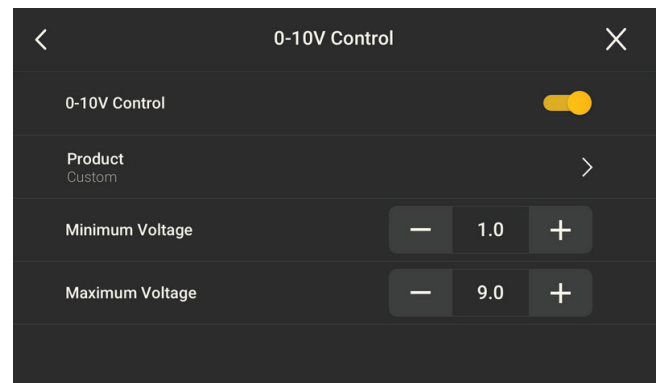 0-10V Control
0-10V Control
Product
Custom
Minimum Voltage − 1.0 +
Maximum Voltage − 9.0 +